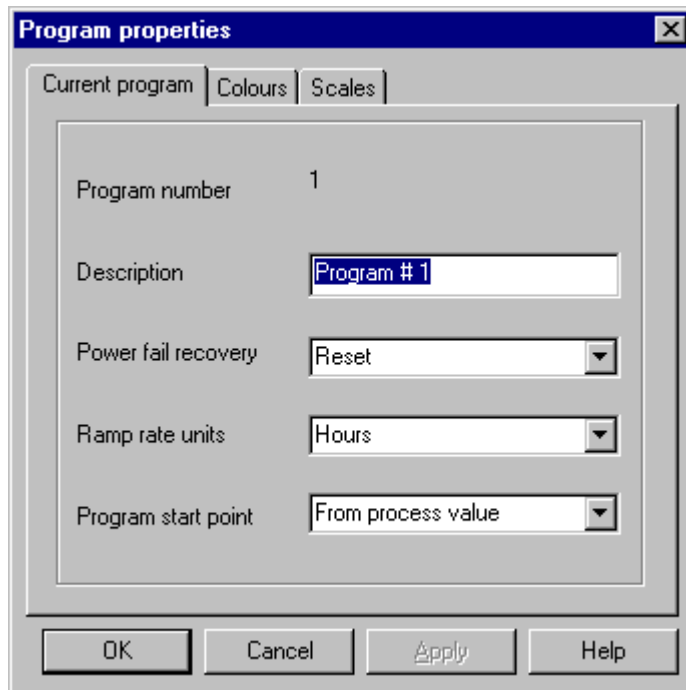 Program properties
Current program Colours Scales
Program number 1
Description Program # 1
Power fail recovery Reset
Ramp rate units Hours
Program start point From process value
OK Cancel Apply Help